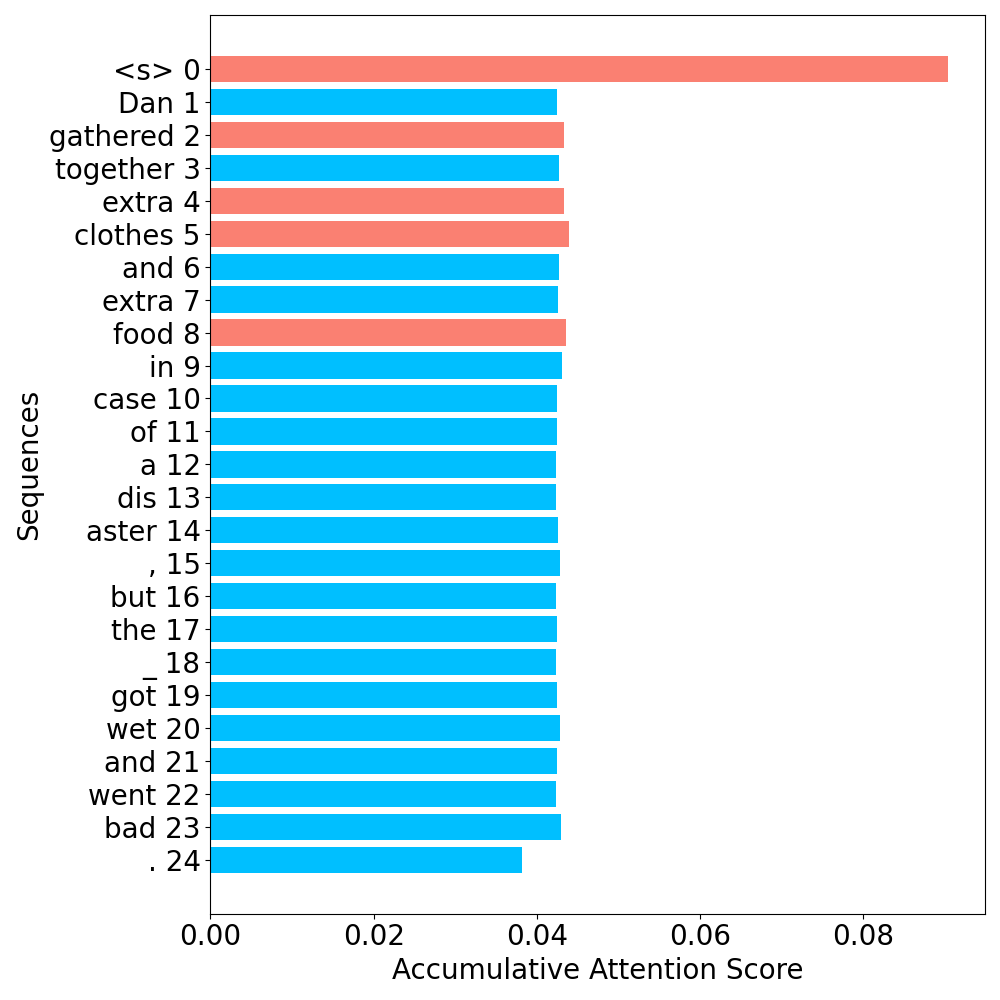 <s> 0
Dan 1
gathered 2
together 3
extra 4
clothes 5
and 6
extra 7
food 8
in 9
case 10
of 11
a 12
dis 13
aster 14
, 15
but 16
the 17
_ 18
got 19
wet 20
and 21
went 22
bad 23
. 24
Sequences
0.00 0.02 0.04 0.06 0.08
Accumulative Attention Score